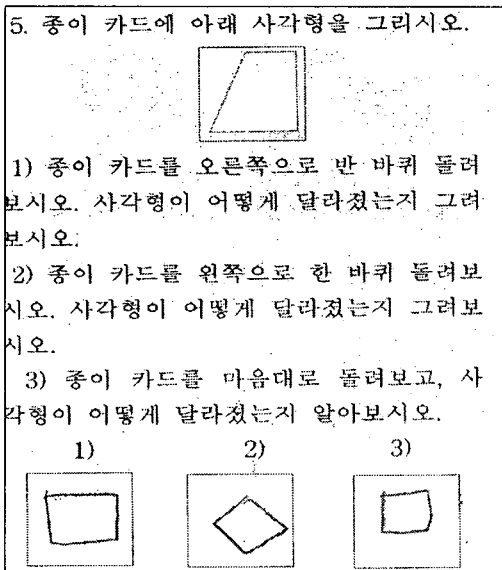 5. 종이 카드에 아래 사각형을 그리시오.
1) 종이 카드를 오른쪽으로 반 바퀴 돌려
보시오. 사각형이 어떻게 달라졌는지 그려
보시오.
2) 종이 카드를 왼쪽으로 한 바퀴 돌려보
시오. 사각형이 어떻게 달라졌는지 그려보
시오.
3) 종이 카드를 마음대로 돌려보고, 사
각형이 어떻게 달라졌는지 알아보시오.
1) 2) 3)